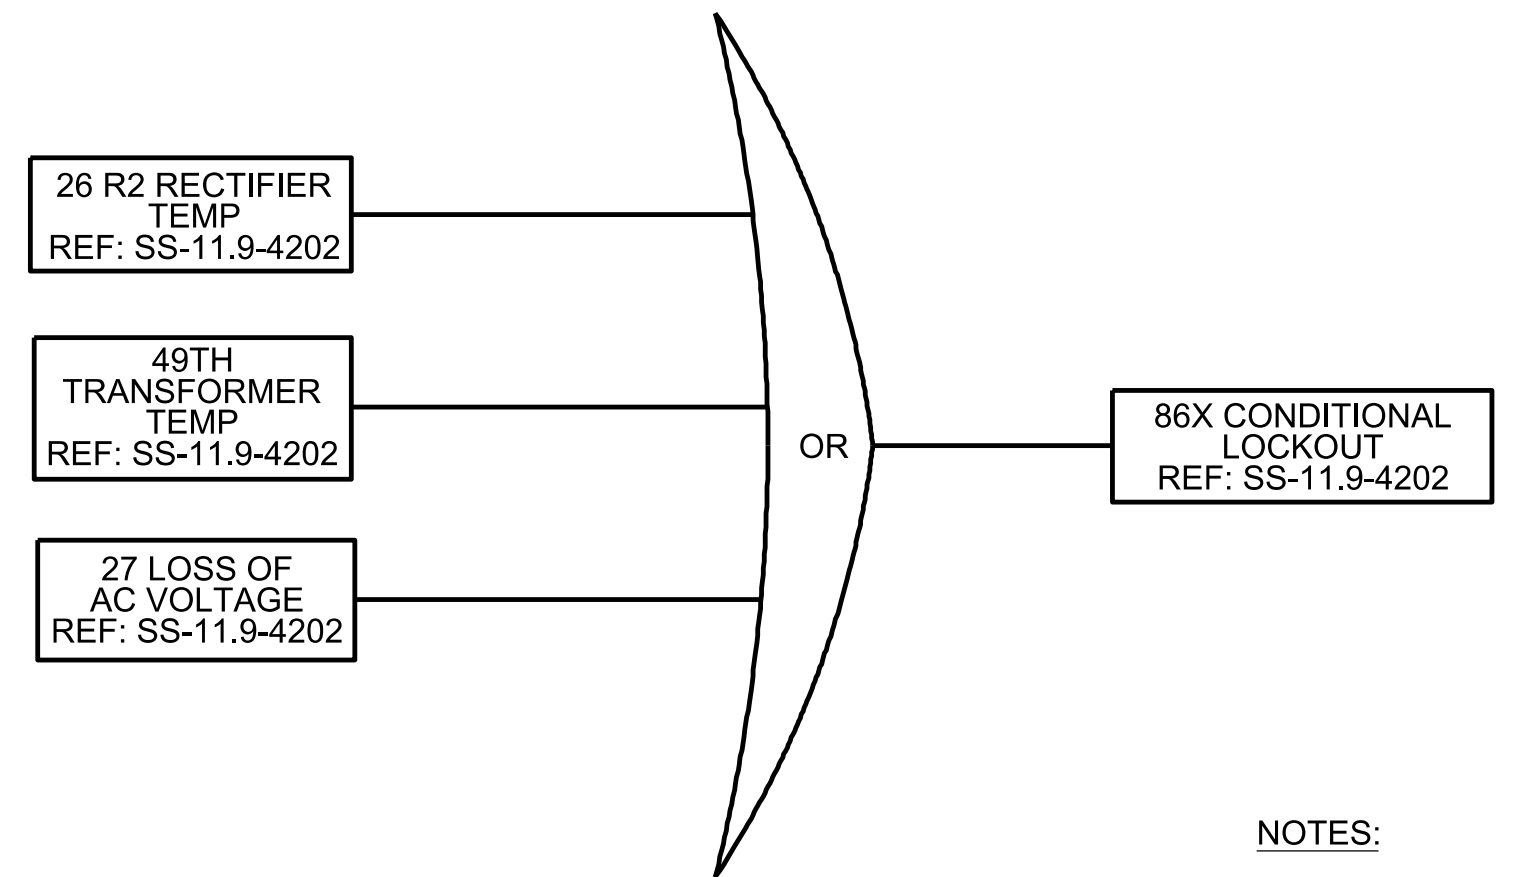 26 R2 RECTIFIER
TEMP
REF: SS-11.9-4202
49TH
TRANSFORMER
TEMP
REF: SS-11.9-4202
27 LOSS OF
AC VOLTAGE
REF: SS-11.9-4202
OR
86X CONDITIONAL
LOCKOUT
REF: SS-11.9-4202
NOTES: